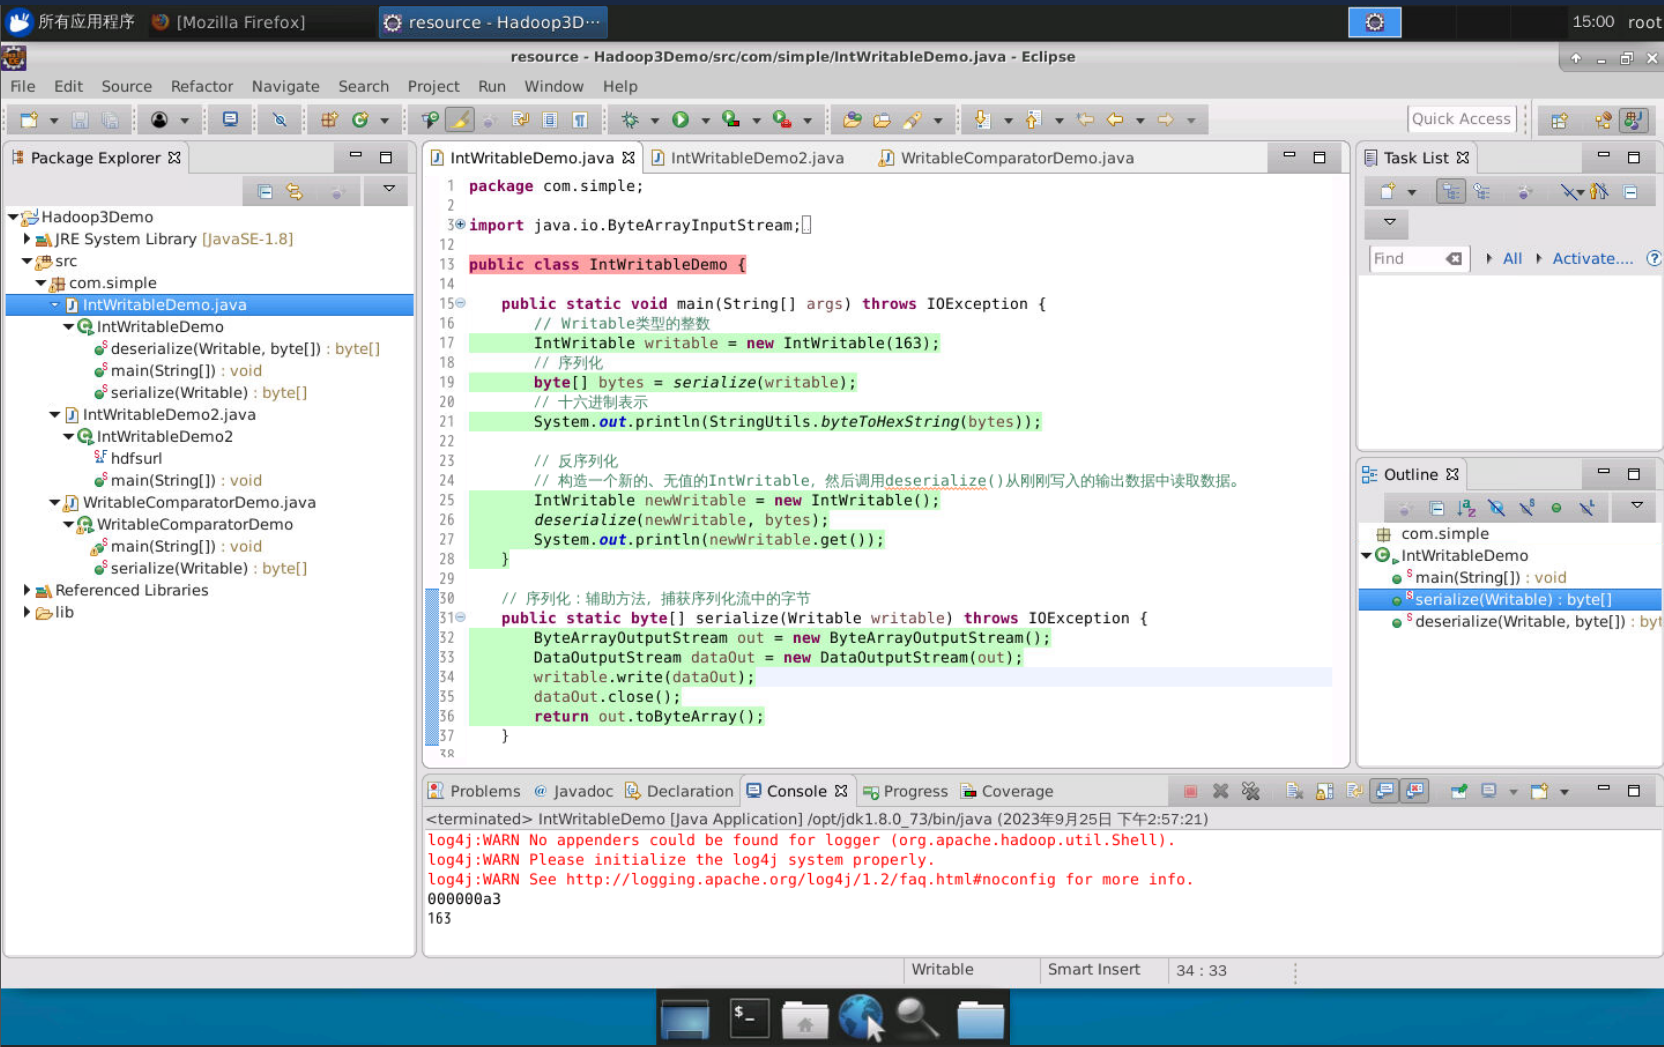 所有应用程序
[Mozilla Firefox]
resource - Hadoop3D···
15:00
root
resource - Hadoop3Demo/src/com/simple/IntWritableDemo.java - Eclipse
File Edit Source Refactor Navigate Search Project Run Window Help
Quick Access
Package Explorer
Hadoop3Demo
JRE System Library [JavaSE-1.8]
src
com.simple
IntWritableDemo.java
IntWritableDemo
deserialize(Writable, byte[]) : byte[]
main(String[]) : void
serialize(Writable) : byte[]
IntWritableDemo2.java
IntWritableDemo2
hdfsurl
main(String[]) : void
WritableComparatorDemo.java
WritableComparatorDemo
main(String[]) : void
serialize(Writable) : byte[]
Referenced Libraries
lib
IntWritableDemo.java
IntWritableDemo2.java
WritableComparatorDemo.java
1 package com.simple;
2
3 import java.io.ByteArrayInputStream;
12
13 public class IntWritableDemo {
14
15 public static void main(String[] args) throws IOException {
16 // Writable类型的整数
17 IntWritable writable = new IntWritable(163);
18 // 序列化
19 byte[] bytes = serialize(writable);
20 // 十六进制表示
21 System.out.println(StringUtils.byteToHexString(bytes));
22
23 // 反序列化
24 // 构造一个新的、无值的IntWritable, 然后调用deserialize()从刚刚写入的输出数据中读取数据。
25 IntWritable newWritable = new IntWritable();
26 deserialize(newWritable, bytes);
27 System.out.println(newWritable.get());
28 }
29
30 // 序列化：辅助方法, 捕获序列化流中的字节
31 public static byte[] serialize(Writable writable) throws IOException {
32 ByteArrayOutputStream out = new ByteArrayOutputStream();
33 DataOutputStream dataOut = new DataOutputStream(out);
34 writable.write(dataOut);
35 dataOut.close();
36 return out.toByteArray();
37 }
38
Task List
Find
All
Activate....
Outline
com.simple
IntWritableDemo
main(String[]) : void
serialize(Writable) : byte[]
deserialize(Writable, byte[]) : byt
Problems
@ Javadoc
Declaration
Console
Progress
Coverage
<terminated> IntWritableDemo [Java Application] /opt/jdk1.8.0_73/bin/java (2023年9月25日 下午2:57:21)
log4j:WARN No appenders could be found for logger (org.apache.hadoop.util.Shell).
log4j:WARN Please initialize the log4j system properly.
log4j:WARN See http://logging.apache.org/log4j/1.2/faq.html#noconfig for more info.
000000a3
163
Writable
Smart Insert
34 : 33